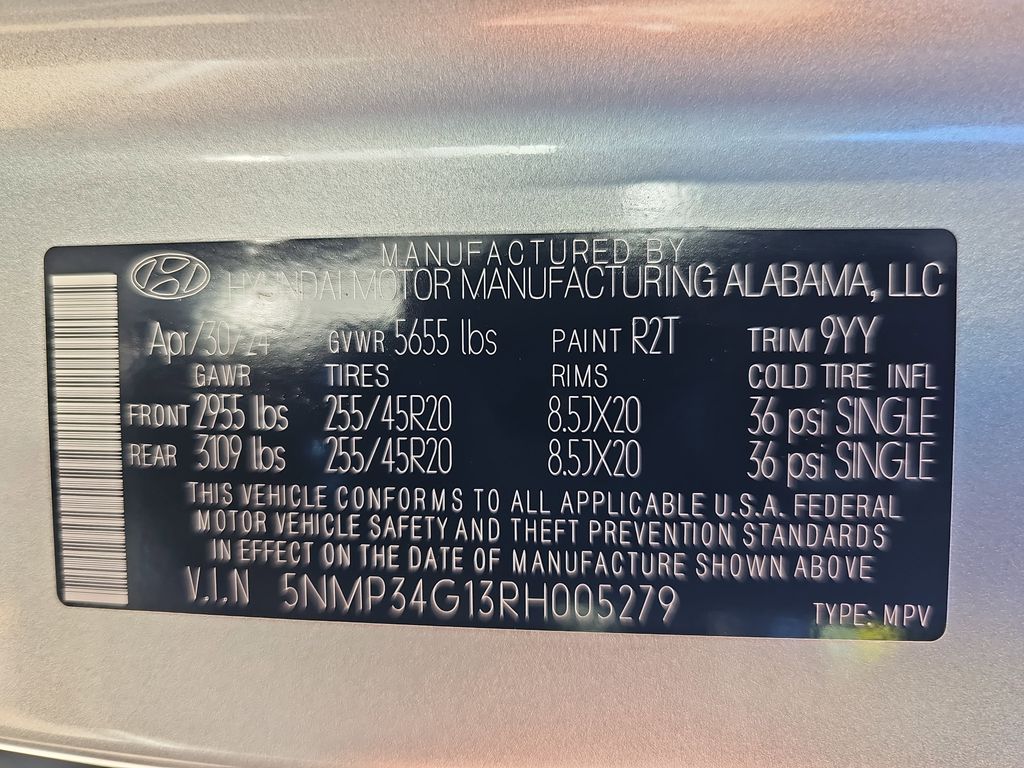 MANUFACTURED BY
HYUNDAI MOTOR MANUFACTURING ALABAMA, LLC
Apr/30/24 GVWR 5655 lbs PAINT R2T TRIM 9YY
GAWR TIRES RIMS COLD TIRE INFL
FRONT 2955 lbs 255/45R20 8.5JX20 36 psi SINGLE
REAR 3109 lbs 255/45R20 8.5JX20 36 psi SINGLE
THIS VEHICLE CONFORMS TO ALL APPLICABLE U.S.A. FEDERAL
MOTOR VEHICLE SAFETY AND THEFT PREVENTION STANDARDS
IN EFFECT ON THE DATE OF MANUFACTURE SHOWN ABOVE
V.I.N 5NMP34G13RH005279 TYPE: MPV